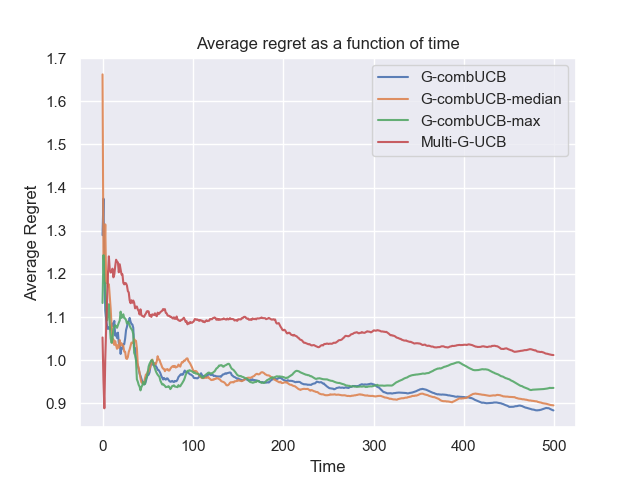 Average regret as a function of time
1.7
1.6
1.5
1.4
1.3
1.2
1.1
1.0
0.9
Average Regret
G-combUCB
G-combUCB-median
G-combUCB-max
Multi-G-UCB
0 100 200 300 400 500
Time